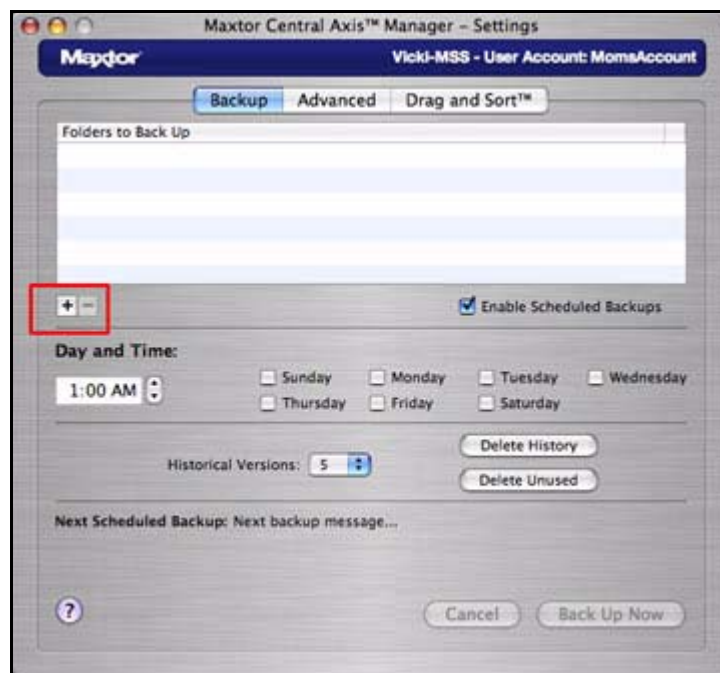 Maxtor Central Axis™ Manager – Settings
Maxtor
Vicki-MSS - User Account: MomsAccount
Backup Advanced Drag and Sort™
Folders to Back Up
+ −
Enable Scheduled Backups
Day and Time:
1:00 AM
Sunday Monday Tuesday Wednesday
Thursday Friday Saturday
Historical Versions: 5
Delete History
Delete Unused
Next Scheduled Backup: Next backup message...
?
Cancel Back Up Now